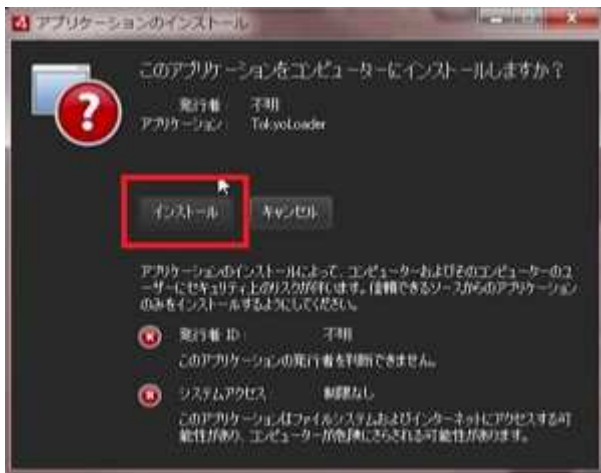 アプリケーションのインストール
このアプリケーションをコンピューターにインストールしますか？
発行者: 不明
アプリケーション: TokyoLoader
インストール
キャンセル
アプリケーションのインストールによって、コンピューターおよびそのコンピューターのユ
ーザーにセキュリティ上のリスクが伴います。信頼できるソースからのアプリケーション
のみをインストールするようにしてください。
発行者 ID: 不明
このアプリケーションの発行者を判断できません。
システムアクセス: 制限なし
このアプリケーションはファイルシステムおよびインターネットにアクセスする可
能性があり、コンピューターが危険にさらされる可能性があります。